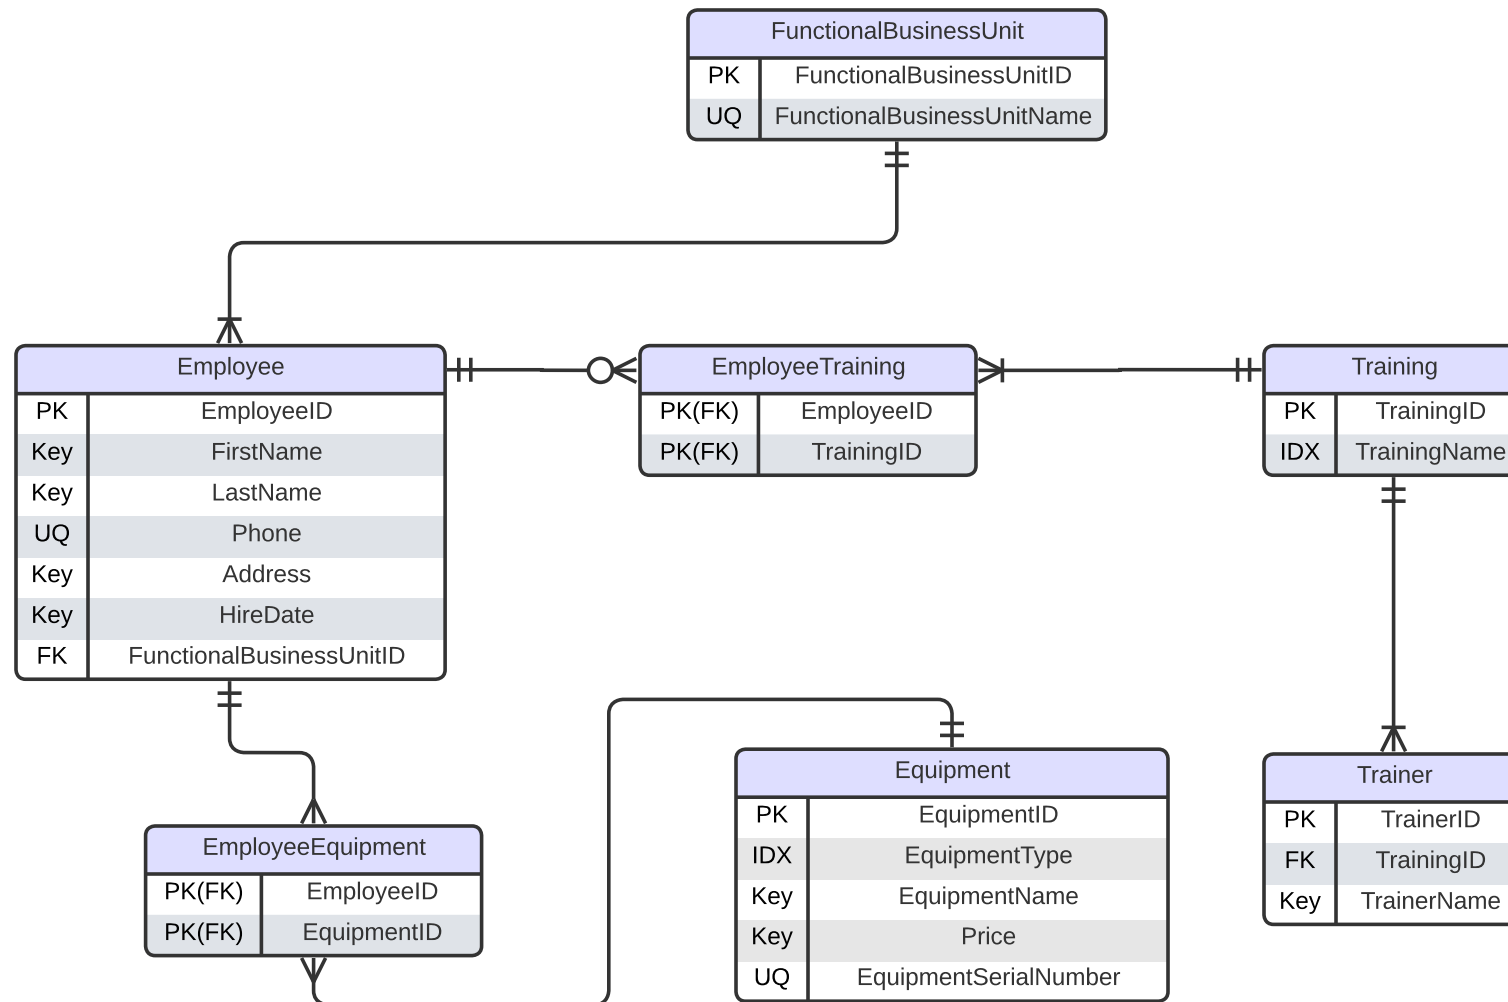 FunctionalBusinessUnit
PK FunctionalBusinessUnitID
UQ FunctionalBusinessUnitName
Employee
PK EmployeeID
Key FirstName
Key LastName
UQ Phone
Key Address
Key HireDate
FK FunctionalBusinessUnitID
EmployeeTraining
PK(FK) EmployeeID
PK(FK) TrainingID
Training
PK TrainingID
IDX TrainingName
EmployeeEquipment
PK(FK) EmployeeID
PK(FK) EquipmentID
Equipment
PK EquipmentID
IDX EquipmentType
Key EquipmentName
Key Price
UQ EquipmentSerialNumber
Trainer
PK TrainerID
FK TrainingID
Key TrainerName